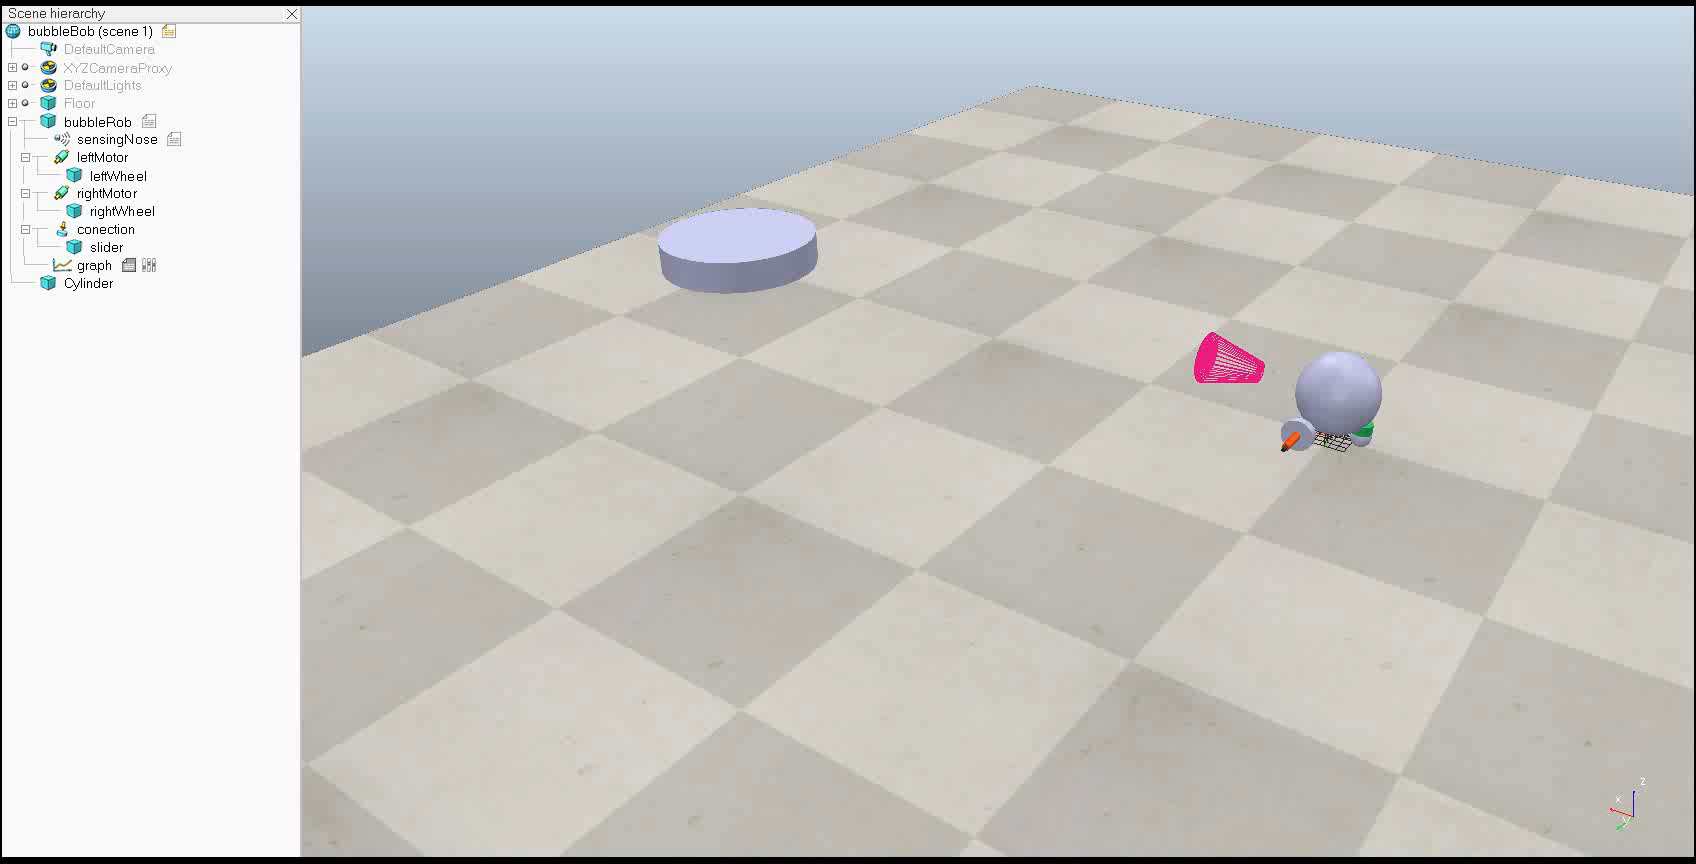 Scene hierarchy
bubbleBob (scene 1)
DefaultCamera
XYZCameraProxy
DefaultLights
Floor
bubbleRob
sensingNose
leftMotor
leftWheel
rightMotor
rightWheel
conection
slider
graph
Cylinder
z
x
y